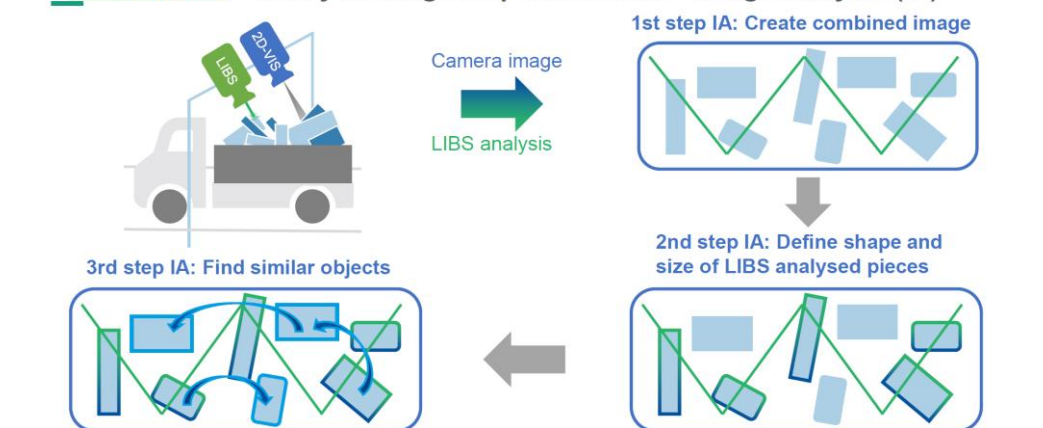 1st step IA: Create combined image
2D-VIS
LIBS
Camera image
LIBS analysis
2nd step IA: Define shape and
size of LIBS analysed pieces
3rd step IA: Find similar objects